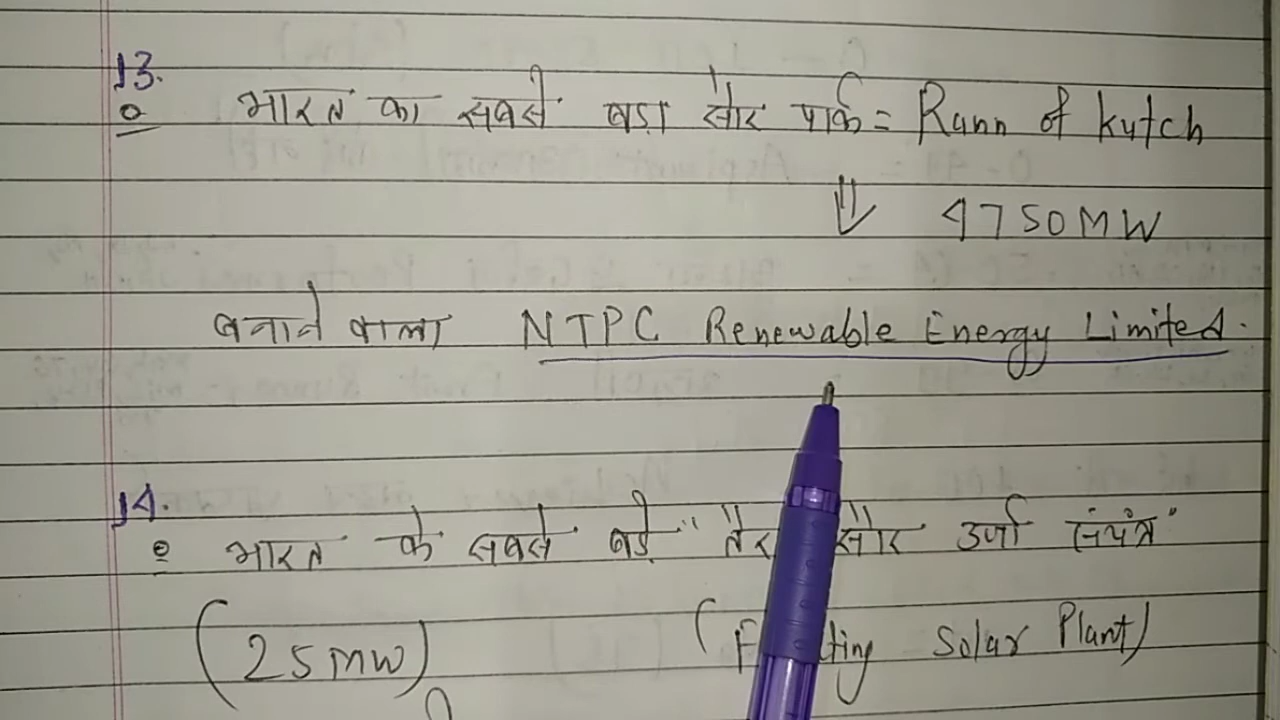 13.
भारत का सबसे बड़ा सौर पार्क = Rann of kutch
4750MW
बनाने वाला NTPC Renewable Energy Limited.
14.
भारत के सबसे बड़े " सौर उर्जा संयंत्र"
(25MW) ( Solar Plant)